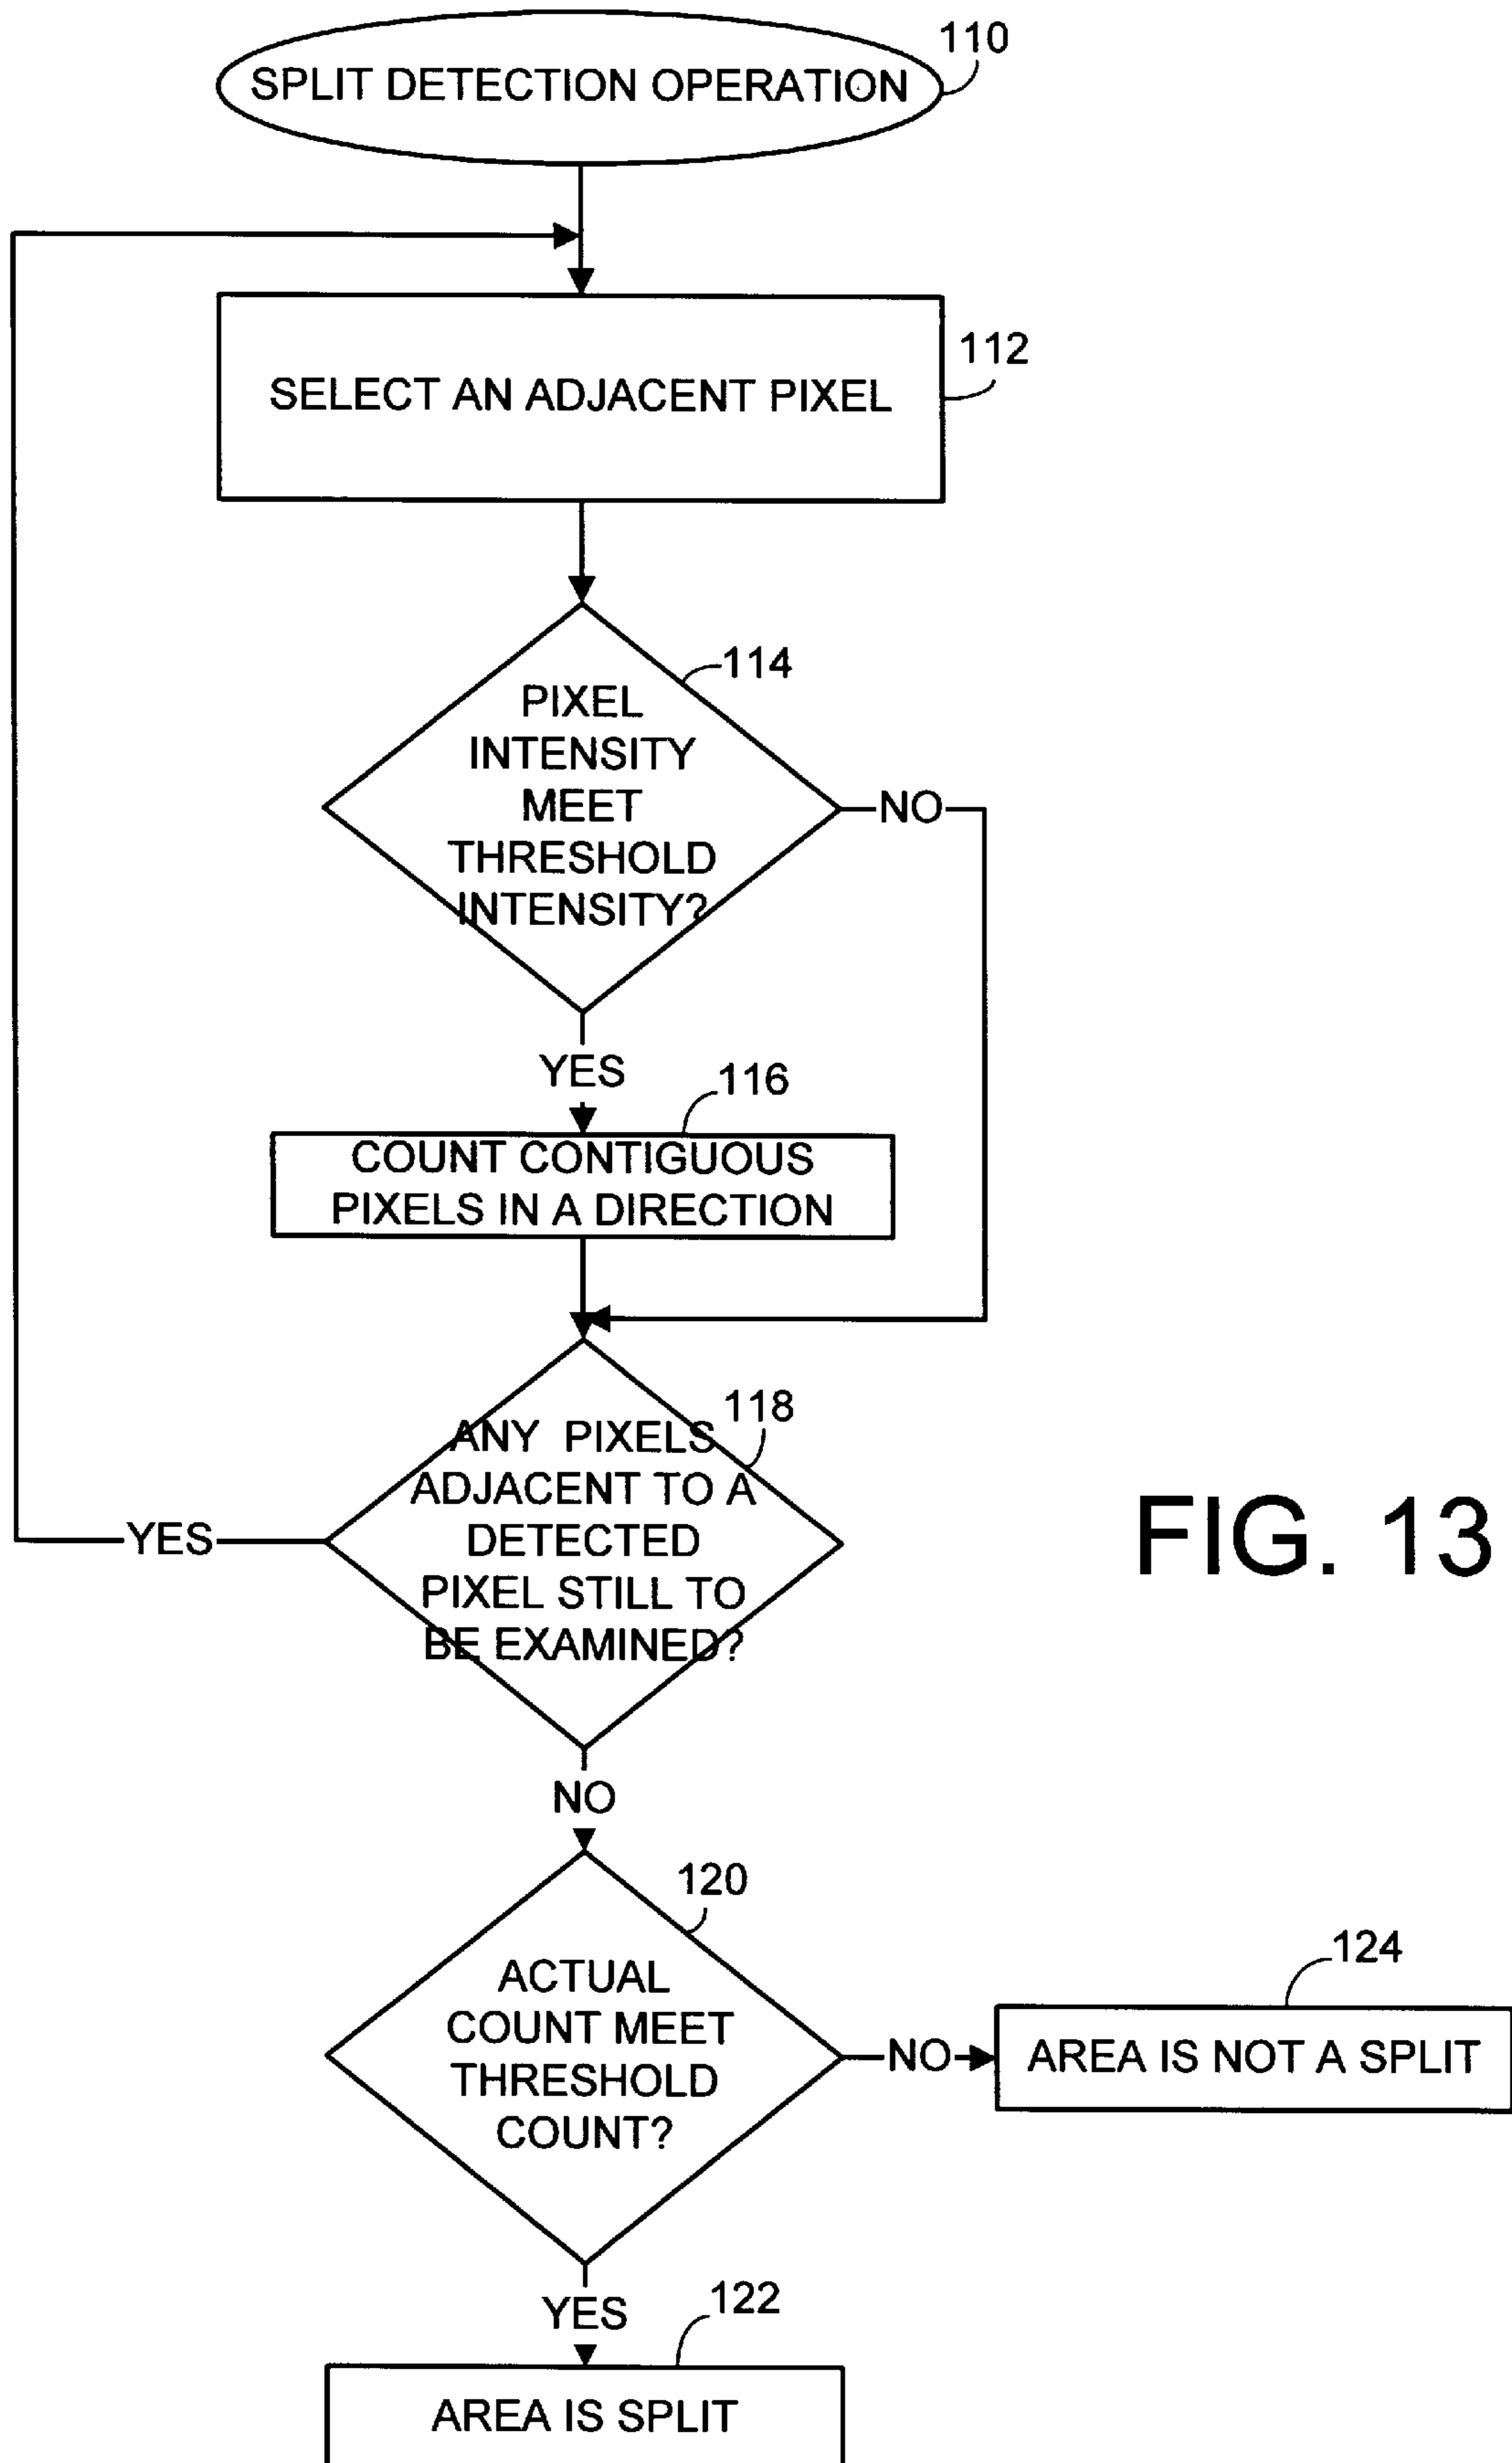 110
SPLIT DETECTION OPERATION
112
SELECT AN ADJACENT PIXEL
114
PIXEL
INTENSITY
MEET
THRESHOLD
INTENSITY?
NO
YES
116
COUNT CONTIGUOUS
PIXELS IN A DIRECTION
118
ANY PIXELS
ADJACENT TO A
DETECTED
PIXEL STILL TO
BE EXAMINED?
YES
FIG. 13
NO
120
ACTUAL
COUNT MEET
THRESHOLD
COUNT?
NO
124
AREA IS NOT A SPLIT
YES
122
AREA IS SPLIT